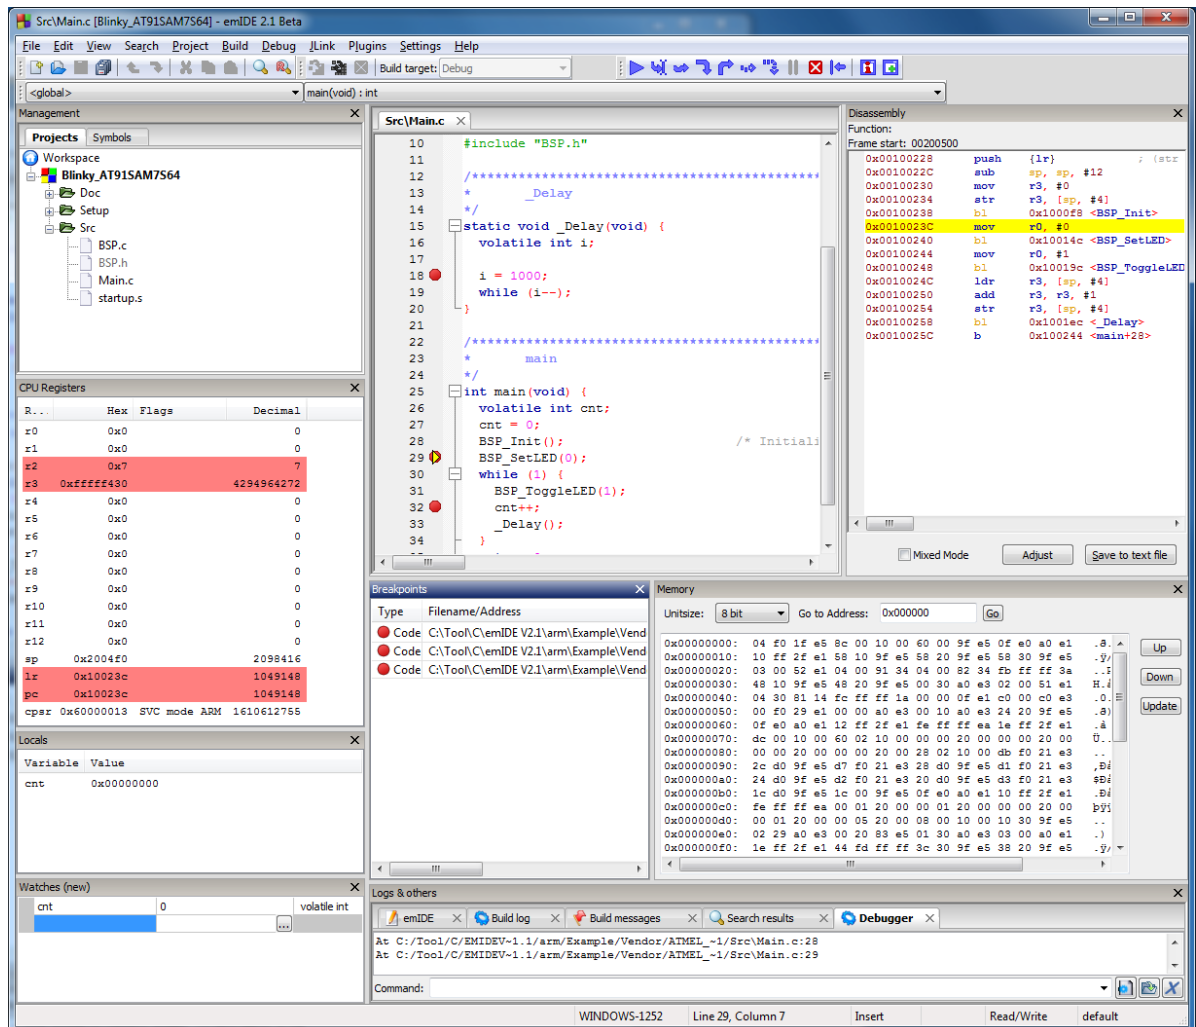 Src\Main.c [Blinky_AT91SAM7S64] - emIDE 2.1 Beta
File Edit View Search Project Build Debug JLink Plugins Settings Help
Build target: Debug
<global> main(void) : int
Management
Projects Symbols
Workspace
Blinky_AT91SAM7S64
Doc
Setup
Src
BSP.c
BSP.h
Main.c
startup.s
CPU Registers
R... Hex Flags Decimal
r0 0x0 0
r1 0x0 0
r2 0x7 7
r3 0xfffff430 4294964272
r4 0x0 0
r5 0x0 0
r6 0x0 0
r7 0x0 0
r8 0x0 0
r9 0x0 0
r10 0x0 0
r11 0x0 0
r12 0x0 0
sp 0x2004f0 2098416
lr 0x10023c 1049148
pc 0x10023c 1049148
cpsr 0x60000013 SVC mode ARM 1610612755
Locals
Variable Value
cnt 0x00000000
Watches (new)
cnt 0 volatile int
...
Src\Main.c
10 #include "BSP.h"
11
12 /*********************************************
13 * _Delay
14 */
15 static void _Delay(void) {
16 volatile int i;
17
18 i = 1000;
19 while (i--);
20 }
21
22 /*********************************************
23 * main
24 */
25 int main(void) {
26 volatile int cnt;
27 cnt = 0;
28 BSP_Init(); /* Initiali
29 BSP_SetLED(0);
30 while (1) {
31 BSP_ToggleLED(1);
32 cnt++;
33 _Delay();
34 }
Disassembly
Function:
Frame start: 00200500
0x00100228 push {lr} ; (str
0x0010022C sub sp, sp, #12
0x00100230 mov r3, #0
0x00100234 str r3, [sp, #4]
0x00100238 bl 0x1000f8 <BSP_Init>
0x0010023C mov r0, #0
0x00100240 bl 0x10014c <BSP_SetLED>
0x00100244 mov r0, #1
0x00100248 bl 0x10019c <BSP_ToggleLED
0x0010024C ldr r3, [sp, #4]
0x00100250 add r3, r3, #1
0x00100254 str r3, [sp, #4]
0x00100258 bl 0x1001ec <_Delay>
0x0010025C b 0x100244 <main+28>
Mixed Mode Adjust Save to text file
Breakpoints
Type Filename/Address
Code C:\Tool\C\emIDE V2.1\arm\Example\Vend
Code C:\Tool\C\emIDE V2.1\arm\Example\Vend
Code C:\Tool\C\emIDE V2.1\arm\Example\Vend
Memory
Unitsize: 8 bit Go to Address: 0x000000 Go
0x00000000: 04 f0 1f e5 8c 00 10 00 60 00 9f e5 0f e0 a0 e1
0x00000010: 10 ff 2f e1 58 10 9f e5 58 20 9f e5 58 30 9f e5
0x00000020: 03 00 52 e1 04 00 91 34 04 00 82 34 fb ff ff 3a
0x00000030: 48 10 9f e5 48 20 9f e5 00 30 a0 e3 02 00 51 e1
0x00000040: 04 30 81 14 fc ff ff 1a 00 00 0f e1 c0 00 c0 e3
0x00000050: 00 f0 29 e1 00 00 a0 e3 00 10 a0 e3 24 20 9f e5
0x00000060: 0f e0 a0 e1 12 ff 2f e1 fe ff ff ea 1e ff 2f e1
0x00000070: dc 00 10 00 60 02 10 00 00 00 20 00 00 00 20 00
0x00000080: 00 00 20 00 00 00 20 00 28 02 10 00 db f0 21 e3
0x00000090: 2c d0 9f e5 d7 f0 21 e3 28 d0 9f e5 d1 f0 21 e3
0x000000a0: 24 d0 9f e5 d2 f0 21 e3 20 d0 9f e5 d3 f0 21 e3
0x000000b0: 1c d0 9f e5 1c 00 9f e5 0f e0 a0 e1 10 ff 2f e1
0x000000c0: fe ff ff ea 00 01 20 00 00 01 20 00 00 00 20 00
0x000000d0: 00 01 20 00 00 05 20 00 08 00 10 00 10 30 9f e5
0x000000e0: 02 29 a0 e3 00 20 83 e5 01 30 a0 e3 03 00 a0 e1
0x000000f0: 1e ff 2f e1 44 fd ff ff 3c 30 9f e5 38 20 9f e5
Up
Down
Update
Logs & others
emIDE Build log Build messages Search results Debugger
At C:/Tool/C/EMIDEV~1.1/arm/Example/Vendor/ATMEL_~1/Src\Main.c:28
At C:/Tool/C/EMIDEV~1.1/arm/Example/Vendor/ATMEL_~1/Src\Main.c:29
Command:
WINDOWS-1252 Line 29, Column 7 Insert Read/Write default